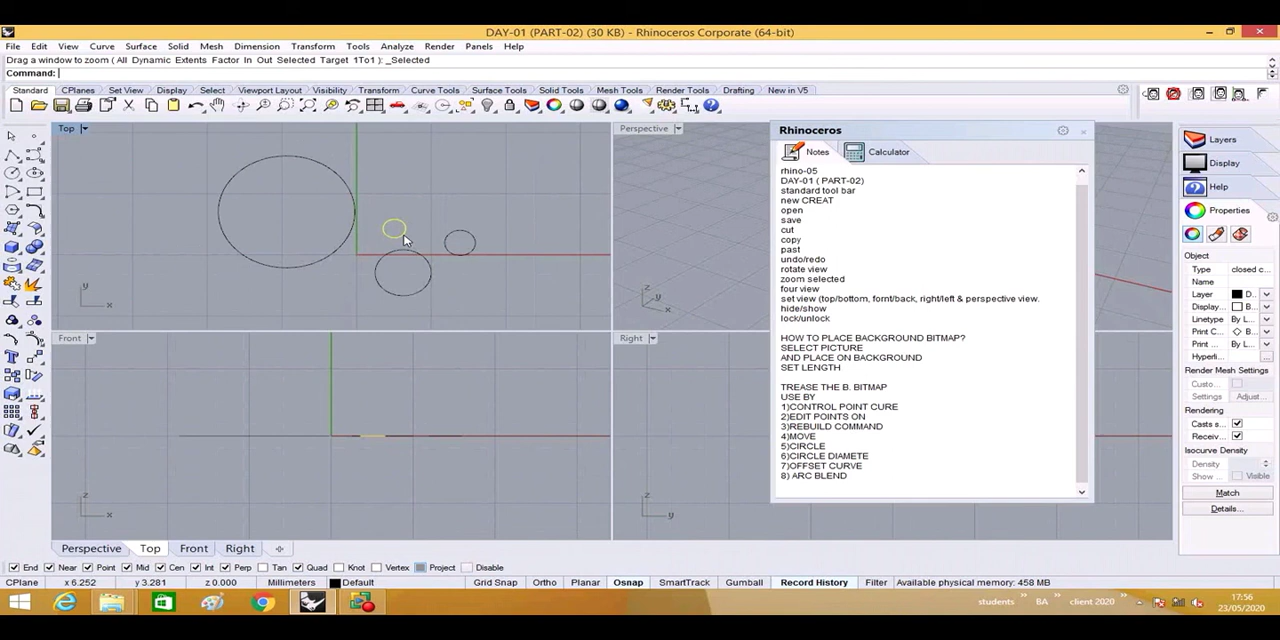 DAY-01 (PART-02) (30 KB) - Rhinoceros Corporate (64-bit)
File Edit View Curve Surface Solid Mesh Dimension Transform Tools Analyze Render Panels Help
Drag a window to zoom ( All Dynamic Extents Factor In Out Selected Target 1To1 ): _Selected
Command:
Standard CPlanes Set View Display Select Viewport Layout Visibility Transform Curve Tools Surface Tools Solid Tools Mesh Tools Render Tools Drafting New in V5
Top
y
x
Perspective
z
y
x
Front
z
x
Right
z
y
Rhinoceros
Notes Calculator
rhino-05
DAY-01 ( PART-02)
standard tool bar
new CREAT
open
save
cut
copy
past
undo/redo
rotate view
zoom selected
four view
set view (top/bottom, fornt/back, right/left & perspective view.
hide/show
lock/unlock
HOW TO PLACE BACKGROUND BITMAP?
SELECT PICTURE
AND PLACE ON BACKGROUND
SET LENGTH
TREASE THE B. BITMAP
USE BY
1)CONTROL POINT CURE
2)EDIT POINTS ON
3)REBUILD COMMAND
4)MOVE
5)CIRCLE
6)CIRCLE DIAMETE
7)OFFSET CURVE
8) ARC BLEND
Layers
Display
Help
Properties
Object
Type closed c...
Name
Layer D...
Display... B...
Linetype By L...
Print C... By L...
Print ... By L...
Hyperli...
Render Mesh Settings
Custo...
Settings Adjust...
Rendering
Casts s...
Receiv...
Isocurve Density
Density
Show ... Visible
Match
Details...
Perspective Top Front Right
End Near Point Mid Cen Int Perp Tan Quad Knot Vertex Project Disable
CPlane x 6.252 y 3.281 z 0.000 Millimeters Default Grid Snap Ortho Planar Osnap SmartTrack Gumball Record History Filter Available physical memory: 458 MB
students » BA » client 2020 »
17:56
23/05/2020